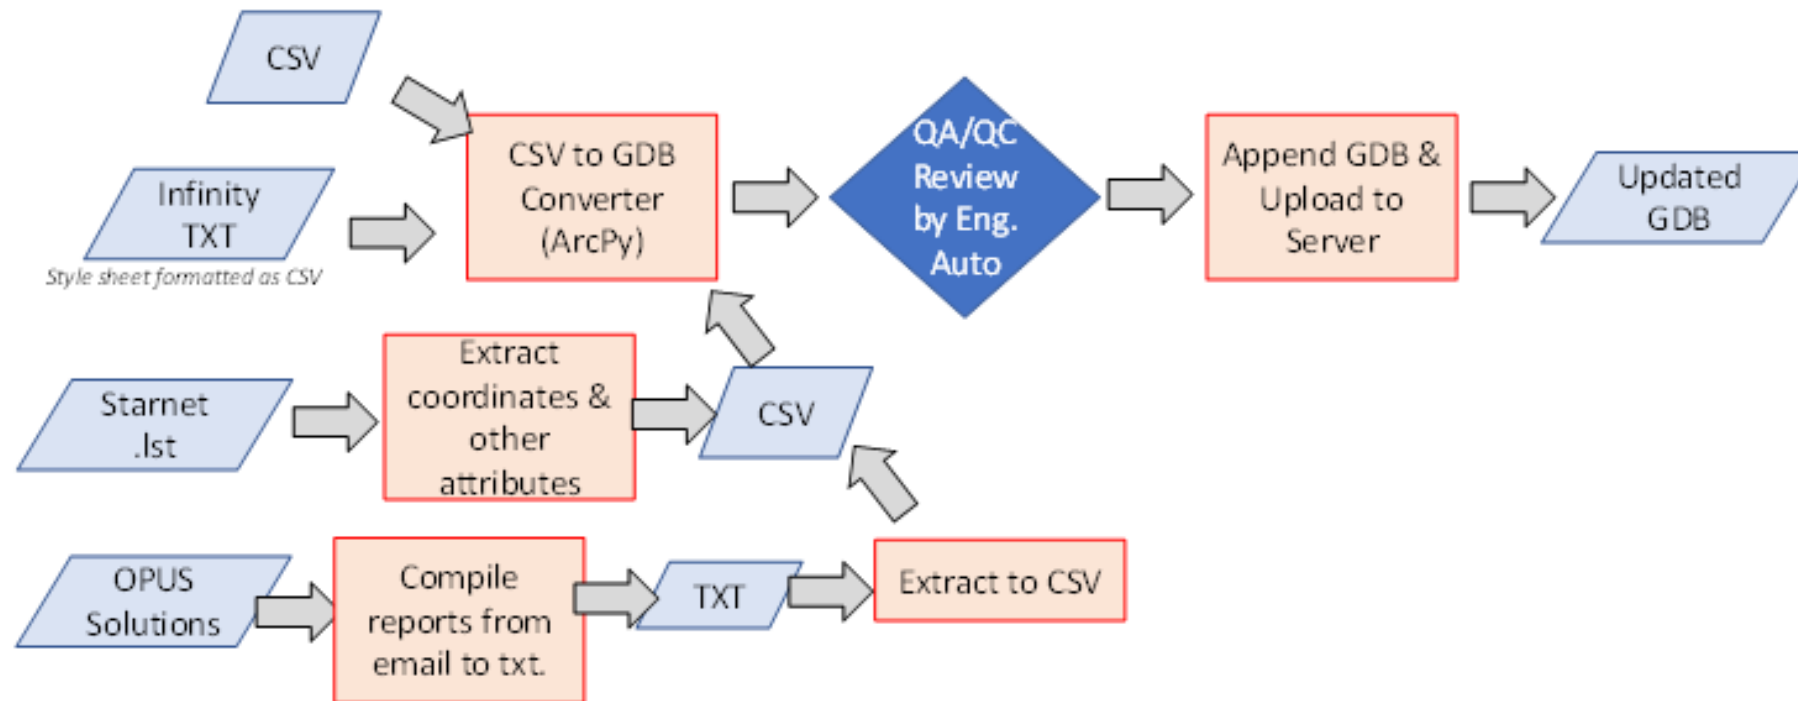 CSV
Infinity
TXT
Style sheet formatted as CSV
CSV to GDB
Converter
(ArcPy)
QA/QC
Review
by Eng.
Auto
Append GDB &
Upload to
Server
Updated
GDB
Starnet
.lst
Extract
coordinates &
other
attributes
CSV
OPUS
Solutions
Compile
reports from
email to txt.
TXT
Extract to CSV